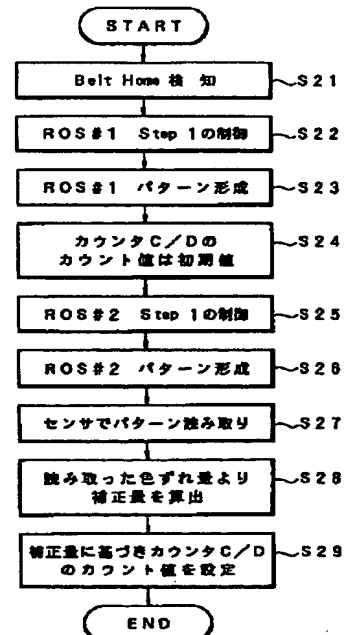 START
Belt Home 検 知
S21
ROS#1 Step 1の制御
S22
ROS#1 パターン形成
S23
カウンタC/Dの
カウント値は初期値
S24
ROS#2 Step 1の制御
S25
ROS#2 パターン形成
S26
センサでパターン読み取り
S27
読み取った色ずれ量より
補正量を算出
S28
補正量に基づきカウンタC/D
のカウント値を設定
S29
END